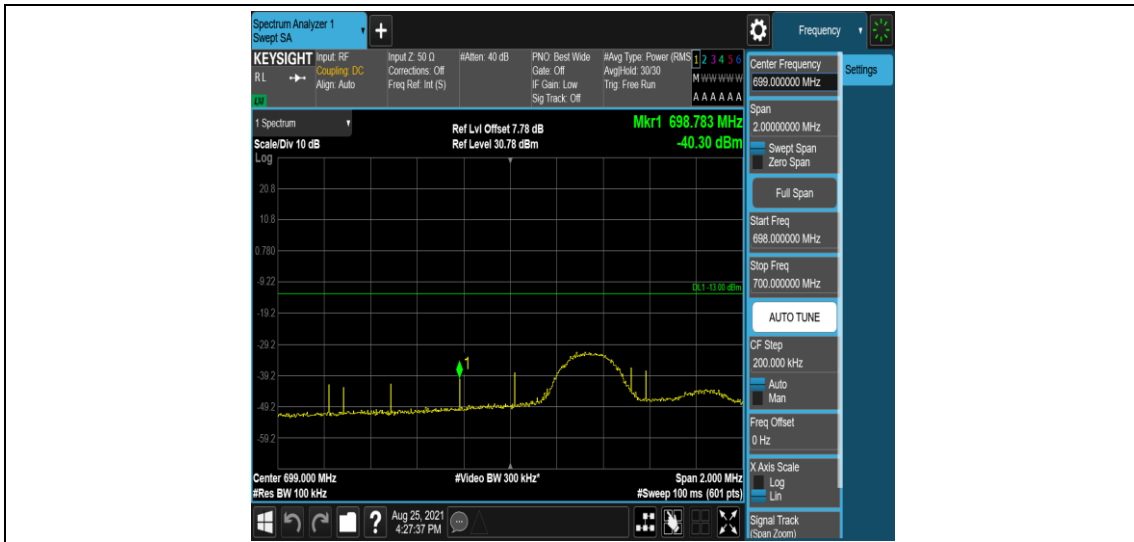 Spectrum Analyzer 1
Swept SA
+
Frequency
KEYSIGHT
RL
LXI
Input: RF
Coupling: DC
Align: Auto
Input Z: 50 Ω
Corrections: Off
Freq Ref: Int (S)
#Atten: 40 dB
PNO: Best Wide
Gate: Off
IF Gain: Low
Sig Track: Off
#Avg Type: Power (RMS
Avg|Hold: 30/30
Trig: Free Run
1 2 3 4 5 6
M W W W W W
A A A A A A
1 Spectrum
Scale/Div 10 dB
Ref Lvl Offset 7.78 dB
Ref Level 30.78 dBm
Mkr1 698.783 MHz
-40.30 dBm
Log
20.8
10.8
0.780
-9.22
DL1 -13.00 dBm
-19.2
-29.2
1
-39.2
-49.2
-59.2
Center 699.000 MHz
#Res BW 100 kHz
#Video BW 300 kHz*
Span 2.000 MHz
#Sweep 100 ms (601 pts)
Center Frequency
699.000000 MHz
Settings
Span
2.00000000 MHz
Swept Span
Zero Span
Full Span
Start Freq
698.000000 MHz
Stop Freq
700.000000 MHz
AUTO TUNE
CF Step
200.000 kHz
Auto
Man
Freq Offset
0 Hz
X Axis Scale
Log
Lin
Signal Track
(Span Zoom)
?
Aug 25, 2021
4:27:37 PM